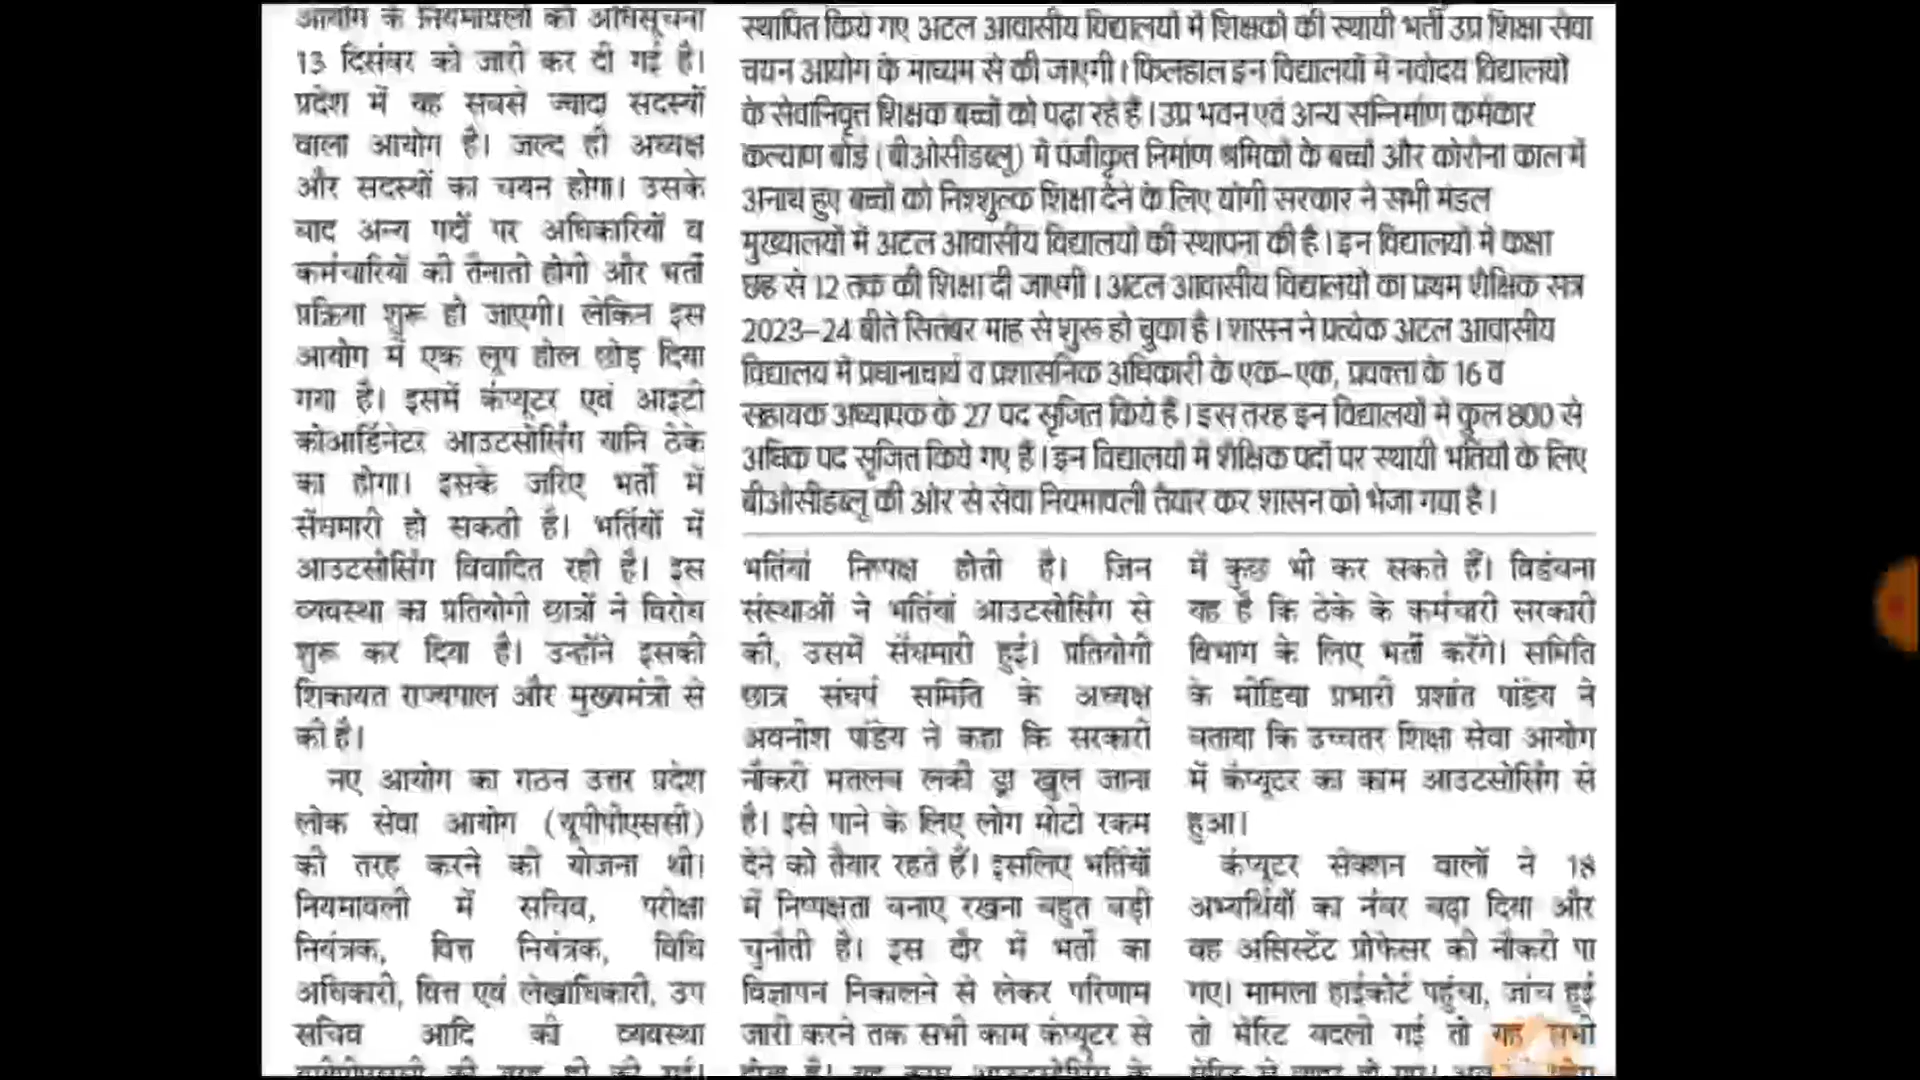 आयोग के नियमावली की अधिसूचना
13 दिसंबर को जारी कर दी गई है।
प्रदेश में यह सबसे ज्यादा सदस्यों
वाला आयोग है। जल्द ही अध्यक्ष
और सदस्यों का चयन होगा। उसके
बाद अन्य पदों पर अधिकारियों व
कर्मचारियों की तैनाती होगी और भर्ती
प्रक्रिया शुरू हो जाएगी। लेकिन इस
आयोग में एक लूप होल छोड़ दिया
गया है। इसमें कंप्यूटर एवं आइटी
कोआर्डिनेटर आउटसोर्सिंग यानि ठेके
का होगा। इसके जरिए भर्ती में
सेंधमारी हो सकती है। भर्तियों में
आउटसोर्सिंग विवादित रही है। इस
व्यवस्था का प्रतियोगी छात्रों ने विरोध
शुरू कर दिया है। उन्होंने इसकी
शिकायत राज्यपाल और मुख्यमंत्री से
की है।
नए आयोग का गठन उत्तर प्रदेश
लोक सेवा आयोग (यूपीपीएससी)
की तरह करने की योजना थी।
नियमावली में सचिव, परीक्षा
नियंत्रक, वित्त नियंत्रक, विधि
अधिकारी, वित्त एवं लेखाधिकारी, उप
सचिव आदि की व्यवस्था
स्थापित किये गए अटल आवासीय विद्यालयों में शिक्षकों की स्थायी भर्ती उप्र शिक्षा सेवा
चयन आयोग के माध्यम से की जाएगी। फिलहाल इन विद्यालयों में नवोदय विद्यालयों
के सेवानिवृत्त शिक्षक बच्चों को पढ़ा रहे हैं। उप्र भवन एवं अन्य सन्निर्माण कर्मकार
कल्याण बोर्ड (बीओसीडब्लू) में पंजीकृत निर्माण श्रमिकों के बच्चों और कोरोना काल में
अनाथ हुए बच्चों को निश्शुल्क शिक्षा देने के लिए योगी सरकार ने सभी मंडल
मुख्यालयों में अटल आवासीय विद्यालयों की स्थापना की है। इन विद्यालयों में कक्षा
छह से 12 तक की शिक्षा दी जाएगी। अटल आवासीय विद्यालयों का प्रथम शैक्षिक सत्र
2023-24 बीते सितंबर माह से शुरू हो चुका है। शासन ने प्रत्येक अटल आवासीय
विद्यालय में प्रधानाचार्य व प्रशासनिक अधिकारी के एक-एक, प्रवक्ता के 16 व
सहायक अध्यापक के 27 पद सृजित किये हैं। इस तरह इन विद्यालयों में कुल 800 से
अधिक पद सृजित किये गए हैं। इन विद्यालयों में शैक्षिक पदों पर स्थायी भर्तियों के लिए
बीओसीडब्लू की ओर से सेवा नियमावली तैयार कर शासन को भेजा गया है।
भर्तियां निष्पक्ष होती है। जिन
संस्थाओं ने भर्तियां आउटसोर्सिंग से
की, उसमें सेंधमारी हुई। प्रतियोगी
छात्र संघर्ष समिति के अध्यक्ष
अवनीश पांडेय ने कहा कि सरकारी
नौकरी मतलब लकी ड्रा खुल जाना
है। इसे पाने के लिए लोग मोटी रकम
देने को तैयार रहते हैं। इसलिए भर्तियों
में निष्पक्षता बनाए रखना बहुत बड़ी
चुनौती है। इस दौर में भर्ती का
विज्ञापन निकालने से लेकर परिणाम
जारी करने तक सभी काम कंप्यूटर से
में कुछ भी कर सकते हैं। विडंबना
यह है कि ठेके के कर्मचारी सरकारी
विभाग के लिए भर्ती करेंगे। समिति
के मीडिया प्रभारी प्रशांत पांडेय ने
बताया कि उच्चतर शिक्षा सेवा आयोग
में कंप्यूटर का काम आउटसोर्सिंग से
हुआ।
कंप्यूटर सेक्शन वालों ने 18
अभ्यर्थियों का नंबर बढ़ा दिया और
वह असिस्टेंट प्रोफेसर की नौकरी पा
गए। मामला हाईकोर्ट पहुंचा, जांच हुई
तो मेरिट बदली गई तो यह सभी